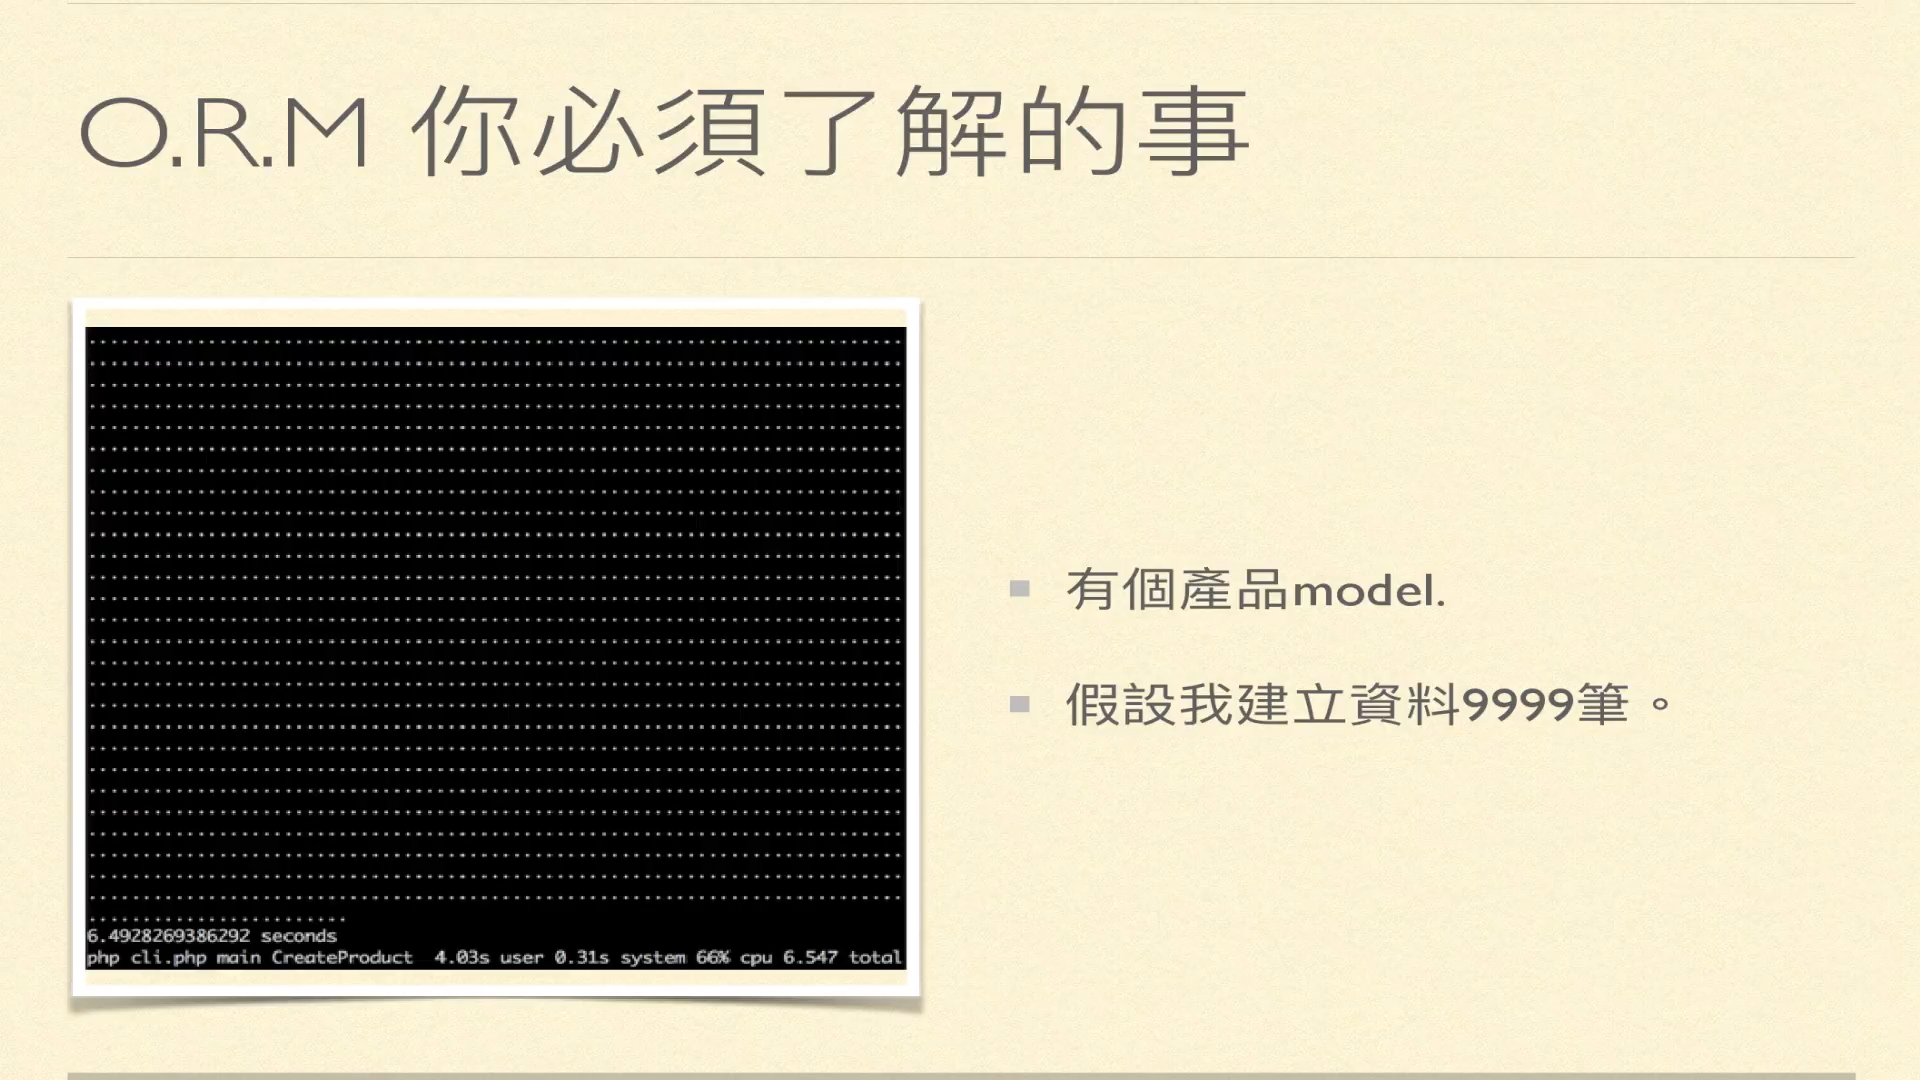 O.R.M 你必須了解的事
6.4928269386292 seconds
php cli.php main CreateProduct  4.03s user 0.31s system 66% cpu 6.547 total
有個產品model.
假設我建立資料9999筆。